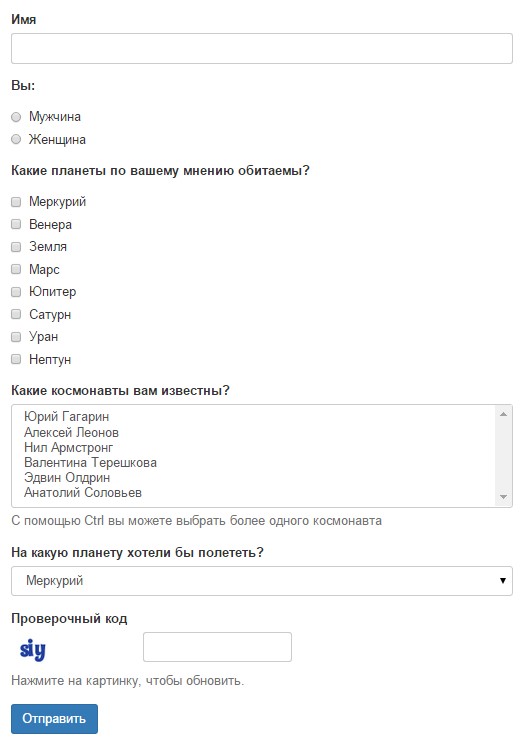 Имя
Вы:
Мужчина
Женщина
Какие планеты по вашему мнению обитаемы?
Меркурий
Венера
Земля
Марс
Юпитер
Сатурн
Уран
Нептун
Какие космонавты вам известны?
Юрий Гагарин
Алексей Леонов
Нил Армстронг
Валентина Терешкова
Эдвин Олдрин
Анатолий Соловьев
С помощью Ctrl вы можете выбрать более одного космонавта
На какую планету хотели бы полететь?
Меркурий
Проверочный код
siy
Нажмите на картинку, чтобы обновить.
Отправить